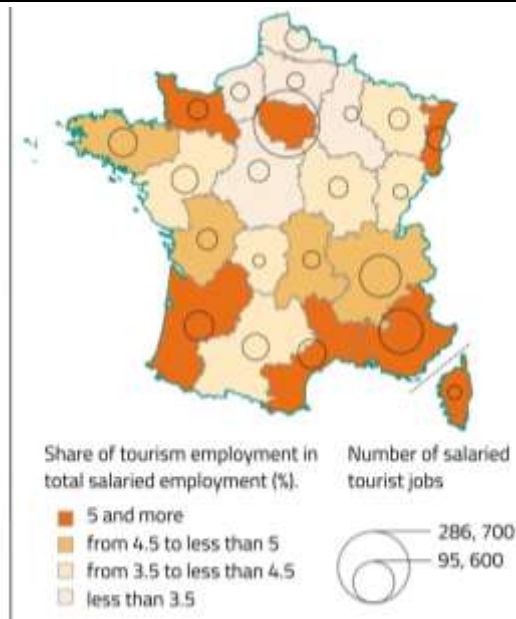 Share of tourism employment in
total salaried employment (%).
5 and more
from 4.5 to less than 5
from 3.5 to less than 4.5
less than 3.5
Number of salaried
tourist jobs
286, 700
95, 600